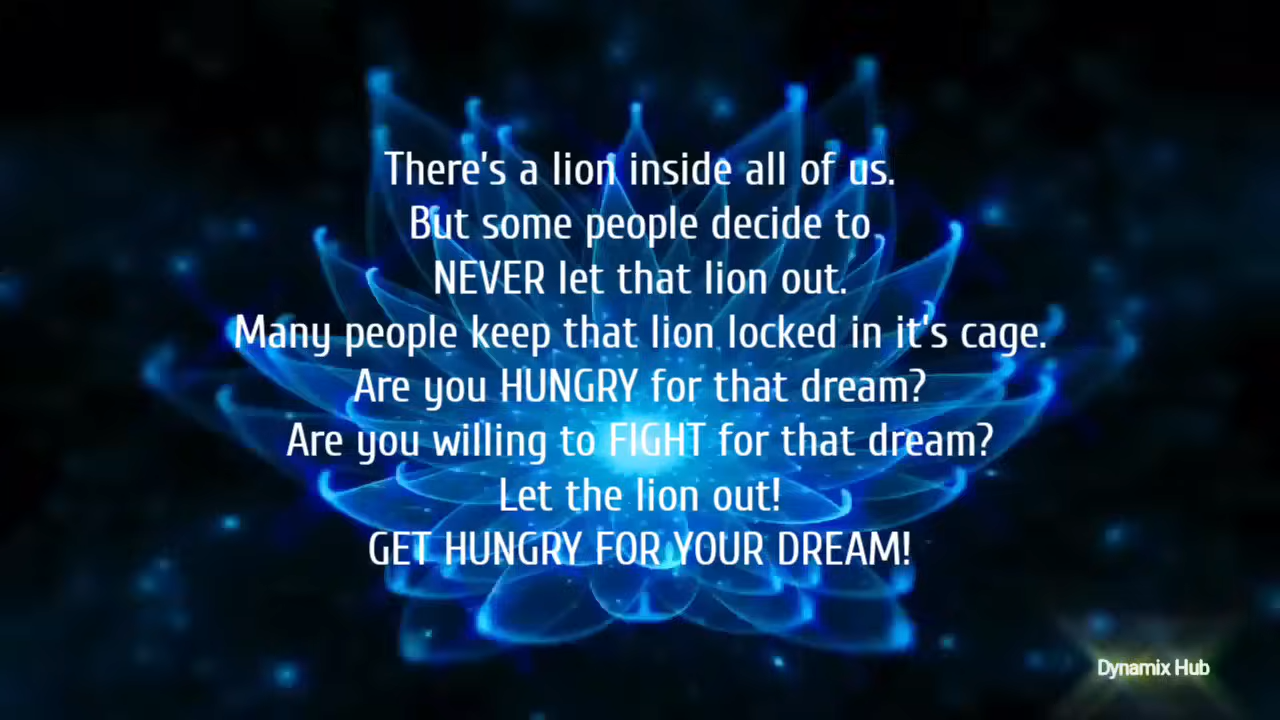 There's a lion inside all of us.
But some people decide to
NEVER let that lion out.
Many people keep that lion locked in it's cage.
Are you HUNGRY for that dream?
Are you willing to FIGHT for that dream?
Let the lion out!
GET HUNGRY FOR YOUR DREAM!
Dynamix Hub